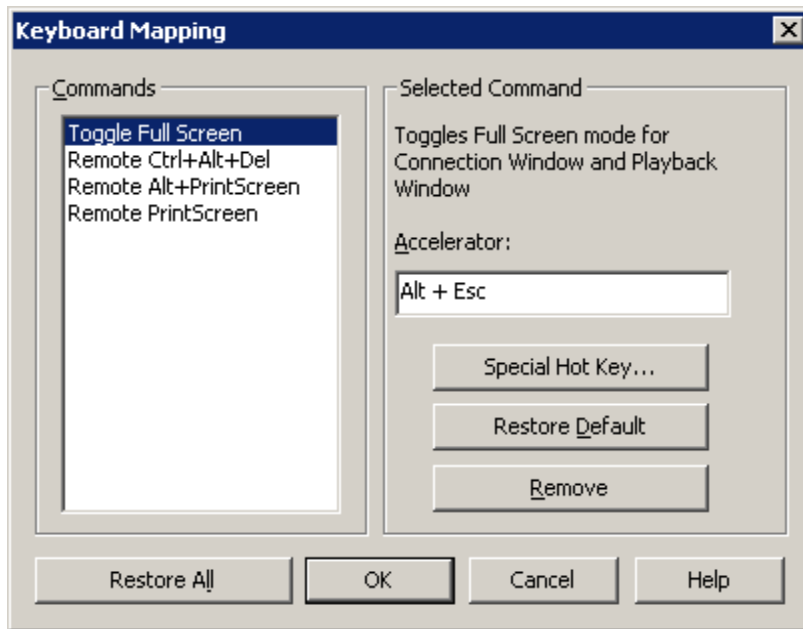 Keyboard Mapping
Commands
Toggle Full Screen
Remote Ctrl+Alt+Del
Remote Alt+PrintScreen
Remote PrintScreen
Selected Command
Toggles Full Screen mode for
Connection Window and Playback
Window
Accelerator:
Alt + Esc
Special Hot Key...
Restore Default
Remove
Restore All
OK
Cancel
Help